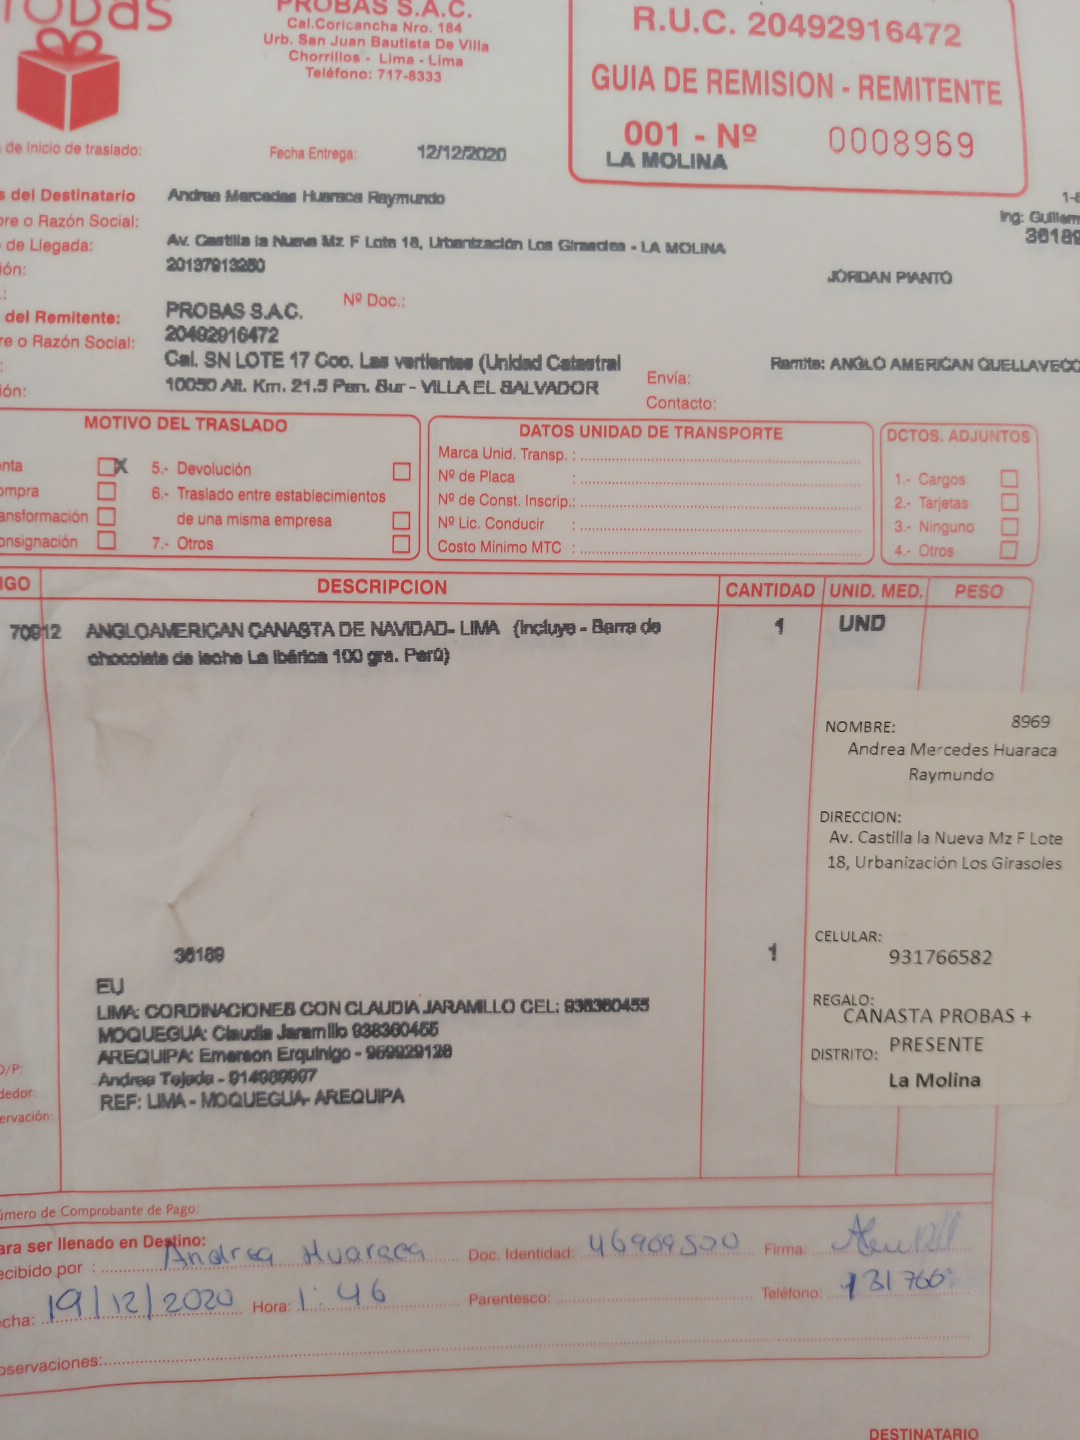 Probas
PROBAS S.A.C.
Cal.Coricancha Nro. 184
Urb. San Juan Bautista De Villa
Chorrillos - Lima - Lima
Teléfono: 717-8333
R.U.C. 20492916472
GUIA DE REMISION - REMITENTE
001 - Nº 0008969
LA MOLINA
de Inicio de traslado:
Fecha Entrega: 12/12/2020
s del Destinatario Andrea Mercedes Huaraca Raymundo
bre o Razón Social:
Ing: Guillerm
36189
o de Llegada: Av. Castilla la Nueva Mz F Lote 18, Urbanización Los Girasoles - LA MOLINA
ión: 20137913250
JORDAN PIANTO
Nº Doc.:
del Remitente: PROBAS S.A.C.
re o Razón Social: 20492916472
Cal. SN LOTE 17 Coo. Las vertientes (Unidad Catastral
Remite: ANGLO AMERICAN QUELLAVECO
ión: 10050 Alt. Km. 21.5 Pan. Sur - VILLA EL SALVADOR
Envía:
Contacto:
MOTIVO DEL TRASLADO
enta X 5.- Devolución
ompra 6.- Traslado entre establecimientos
ansformación de una misma empresa
onsignación 7.- Otros
DATOS UNIDAD DE TRANSPORTE
Marca Unid. Transp. :
Nº de Placa :
Nº de Const. Inscrip.:
Nº Lic. Conducir :
Costo Mínimo MTC :
DCTOS. ADJUNTOS
1.- Cargos
2.- Tarjetas
3.- Ninguno
4.- Otros
IGO DESCRIPCION CANTIDAD UNID. MED. PESO
70912 ANGLOAMERICAN CANASTA DE NAVIDAD- LIMA (Incluye - Barra de 1 UND
chocolate de leche La Ibérica 100 grs. Perú)
NOMBRE: 8969
Andrea Mercedes Huaraca
Raymundo
DIRECCION:
Av. Castilla la Nueva Mz F Lote
18, Urbanización Los Girasoles
CELULAR:
931766582
REGALO:
CANASTA PROBAS +
PRESENTE
DISTRITO:
La Molina
36189 1
EU
LIMA: CORDINACIONES CON CLAUDIA JARAMILLO CEL: 938360455
MOQUEGUA: Claudia Jaramillo 938360455
AREQUIPA: Emerson Erquinigo - 959929128
Andrea Tejada - 914989997
REF: LIMA - MOQUEGUA- AREQUIPA
O/P:
dedor:
ervación:
úmero de Comprobante de Pago:
ara ser llenado en Destino:
ecibido por : Andrea Huaraca Doc. Identidad: 46909500 Firma:
cha: 19/12/2020 Hora: 1:46 Parentesco: Teléfono: 931766
bservaciones:
DESTINATARIO